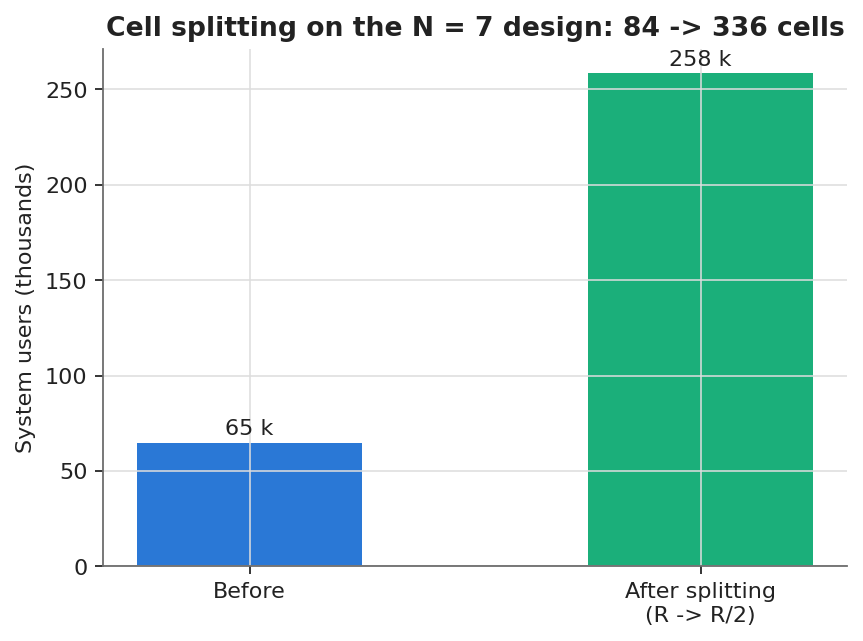 Cell splitting on the N = 7 design: 84 -> 336 cells
System users (thousands)
250
200
150
100
50
0
258 k
65 k
Before
After splitting
(R -> R/2)